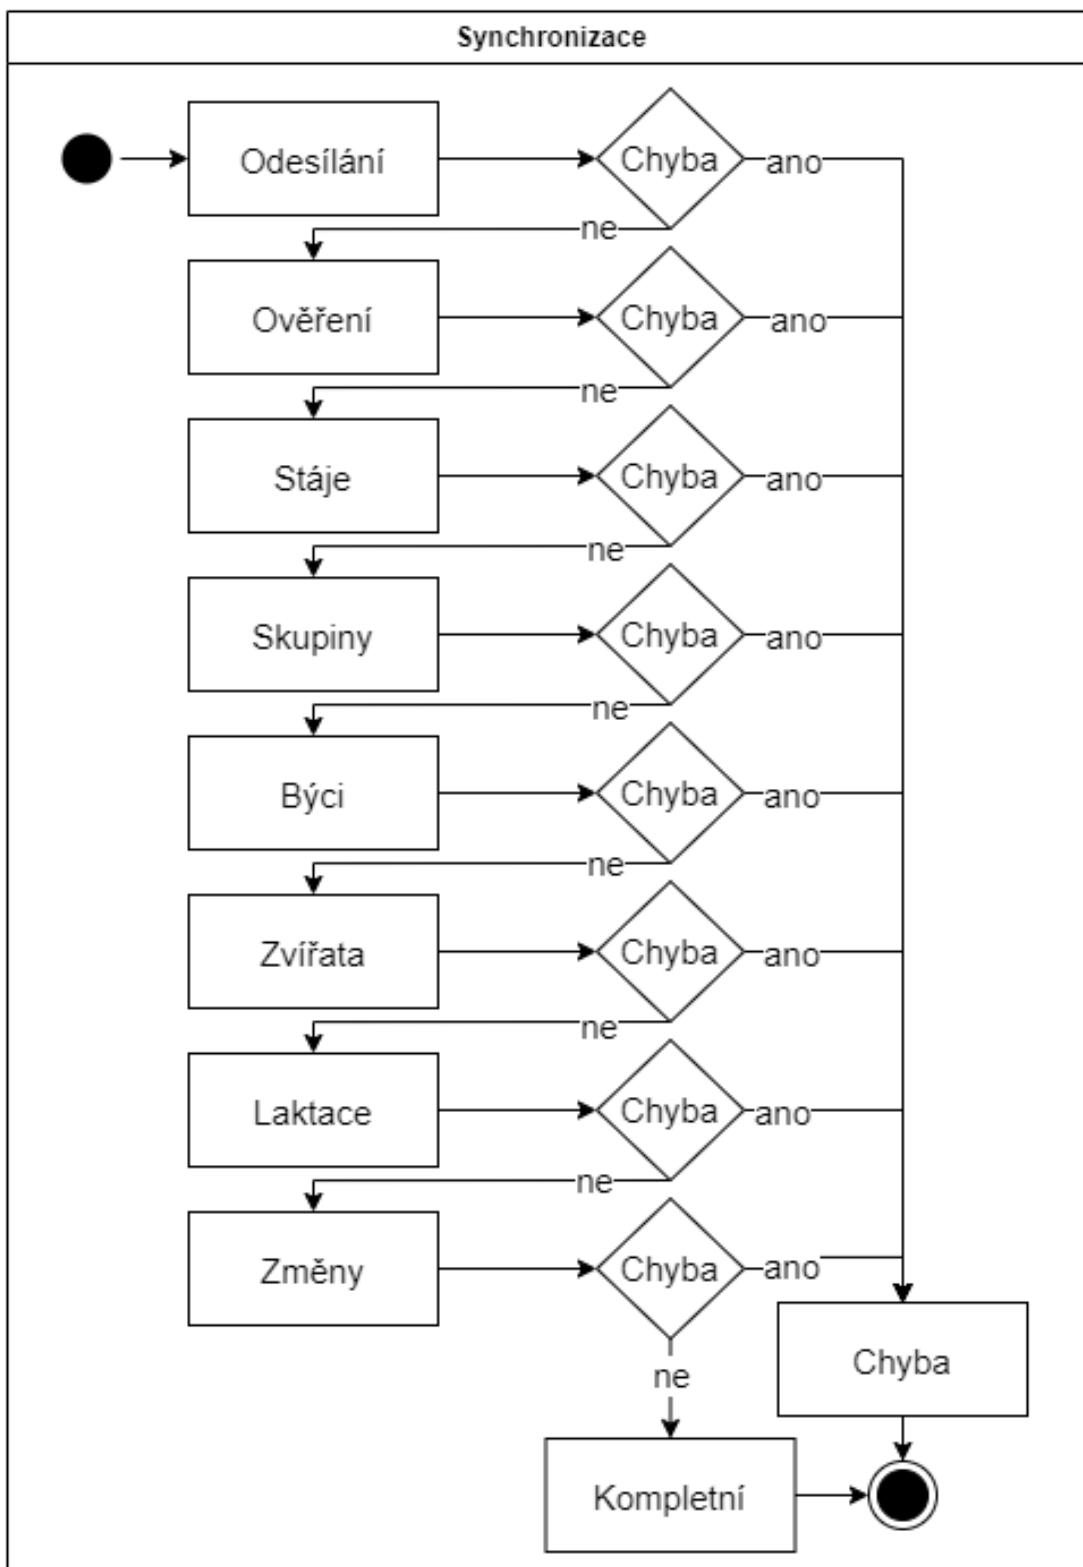 Synchronizace
Odesílání
Chyba
ano
ne
Ověření
Chyba
ano
ne
Stáje
Chyba
ano
ne
Skupiny
Chyba
ano
ne
Býci
Chyba
ano
ne
Zvířata
Chyba
ano
ne
Laktace
Chyba
ano
ne
Změny
Chyba
ano
Chyba
ne
Kompletní